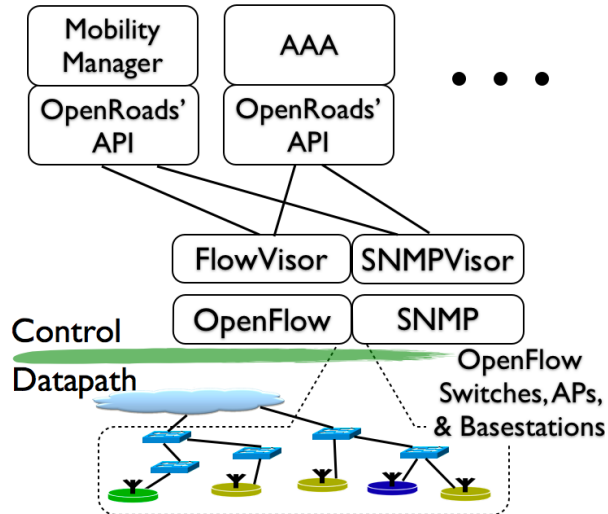 Mobility
Manager
AAA
OpenRoads'
API
OpenRoads'
API
• • •
FlowVisor
SNMPVisor
OpenFlow
SNMP
Control
Datapath
OpenFlow
Switches, APs,
& Basestations